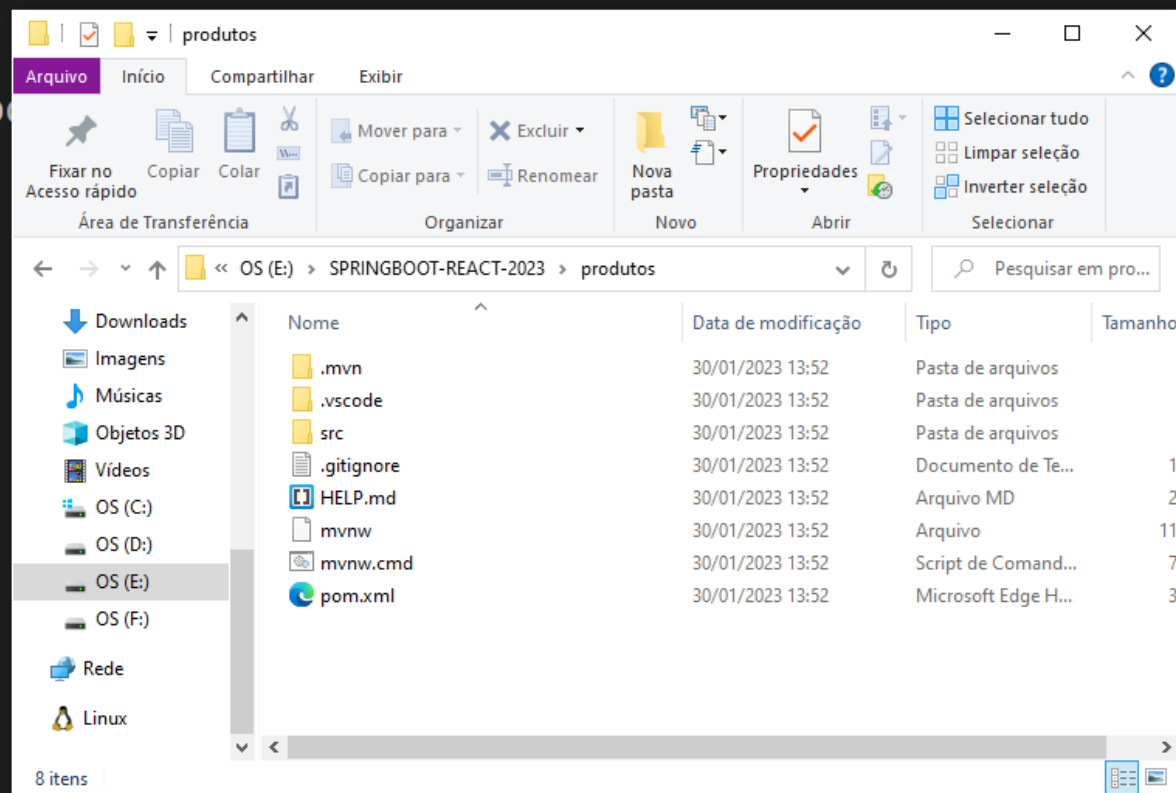 produtos
Arquivo Início Compartilhar Exibir
Fixar no Acesso rápido
Copiar
Colar
Área de Transferência
Mover para
Copiar para
Excluir
Renomear
Organizar
Nova pasta
Novo
Propriedades
Abrir
Selecionar tudo
Limpar seleção
Inverter seleção
Selecionar
« OS (E:) › SPRINGBOOT-REACT-2023 › produtos
Pesquisar em pro...
Downloads
Imagens
Músicas
Objetos 3D
Vídeos
OS (C:)
OS (D:)
OS (E:)
OS (F:)
Rede
Linux
Nome Data de modificação Tipo Tamanho
.mvn 30/01/2023 13:52 Pasta de arquivos
.vscode 30/01/2023 13:52 Pasta de arquivos
src 30/01/2023 13:52 Pasta de arquivos
.gitignore 30/01/2023 13:52 Documento de Te... 1
HELP.md 30/01/2023 13:52 Arquivo MD 2
mvnw 30/01/2023 13:52 Arquivo 11
mvnw.cmd 30/01/2023 13:52 Script de Comand... 7
pom.xml 30/01/2023 13:52 Microsoft Edge H... 3
8 itens